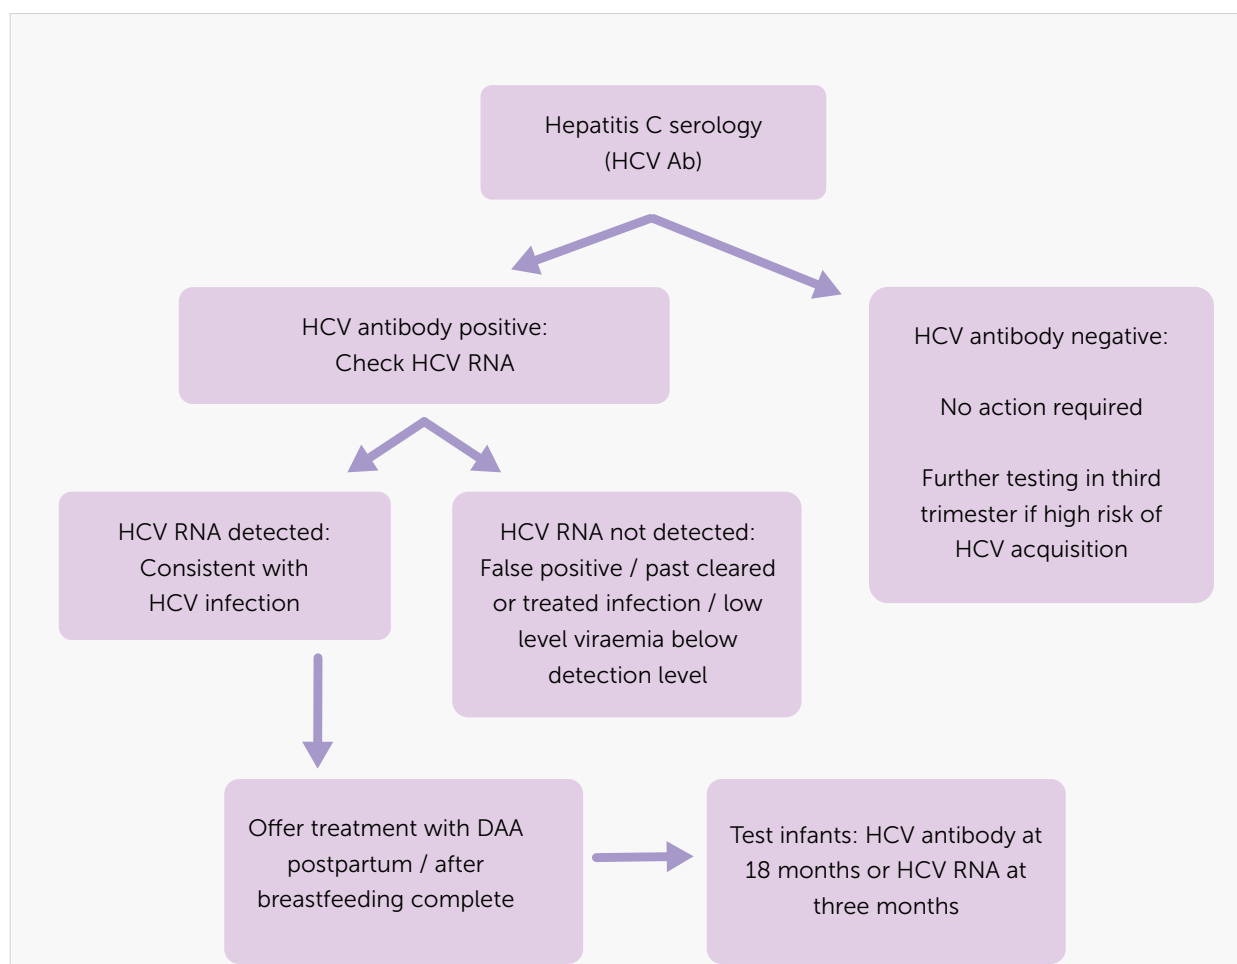 Hepatitis C serology
(HCV Ab)
HCV antibody positive:
Check HCV RNA
HCV antibody negative:
No action required
Further testing in third
trimester if high risk of
HCV acquisition
HCV RNA detected:
Consistent with
HCV infection
HCV RNA not detected:
False positive / past cleared
or treated infection / low
level viraemia below
detection level
Offer treatment with DAA
postpartum / after
breastfeeding complete
Test infants: HCV antibody at
18 months or HCV RNA at
three months